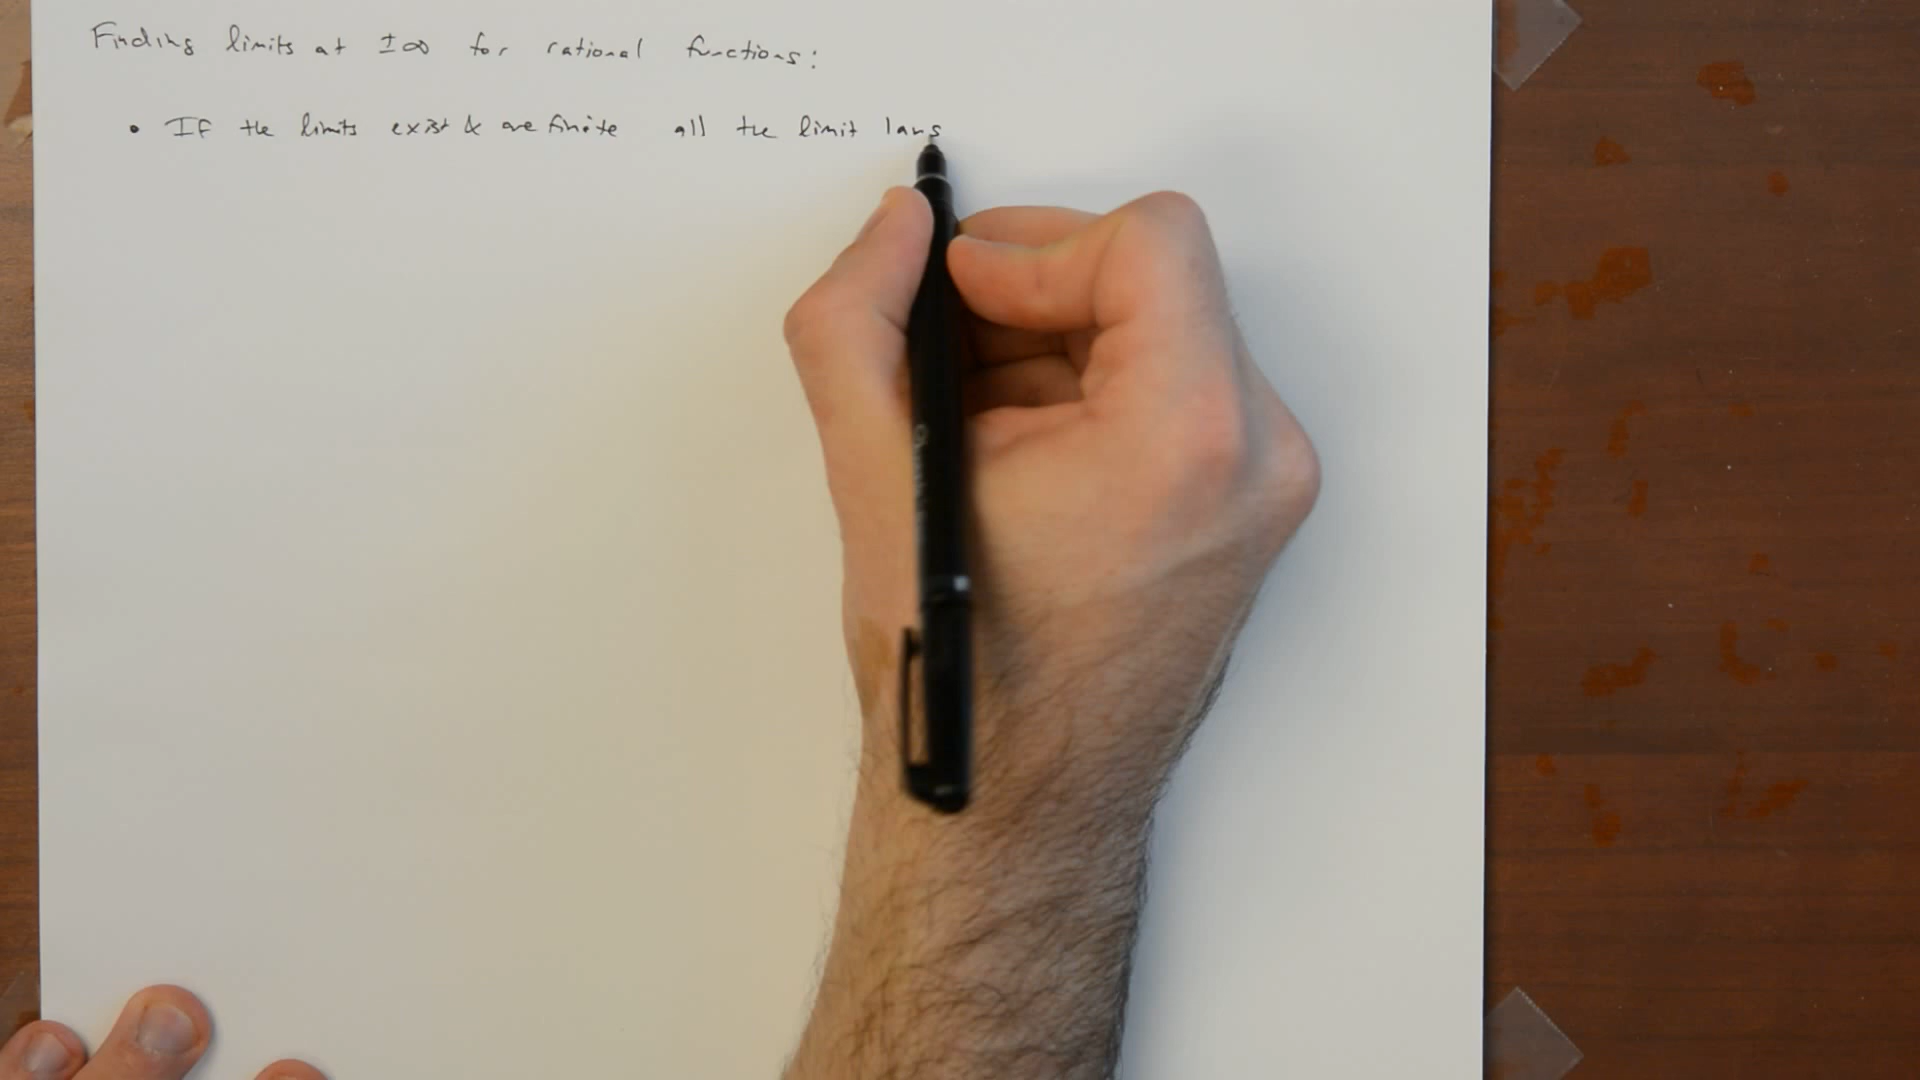 Finding limits at ±∞ for rational functions:
• If the limits exist & are finite all the limit laws